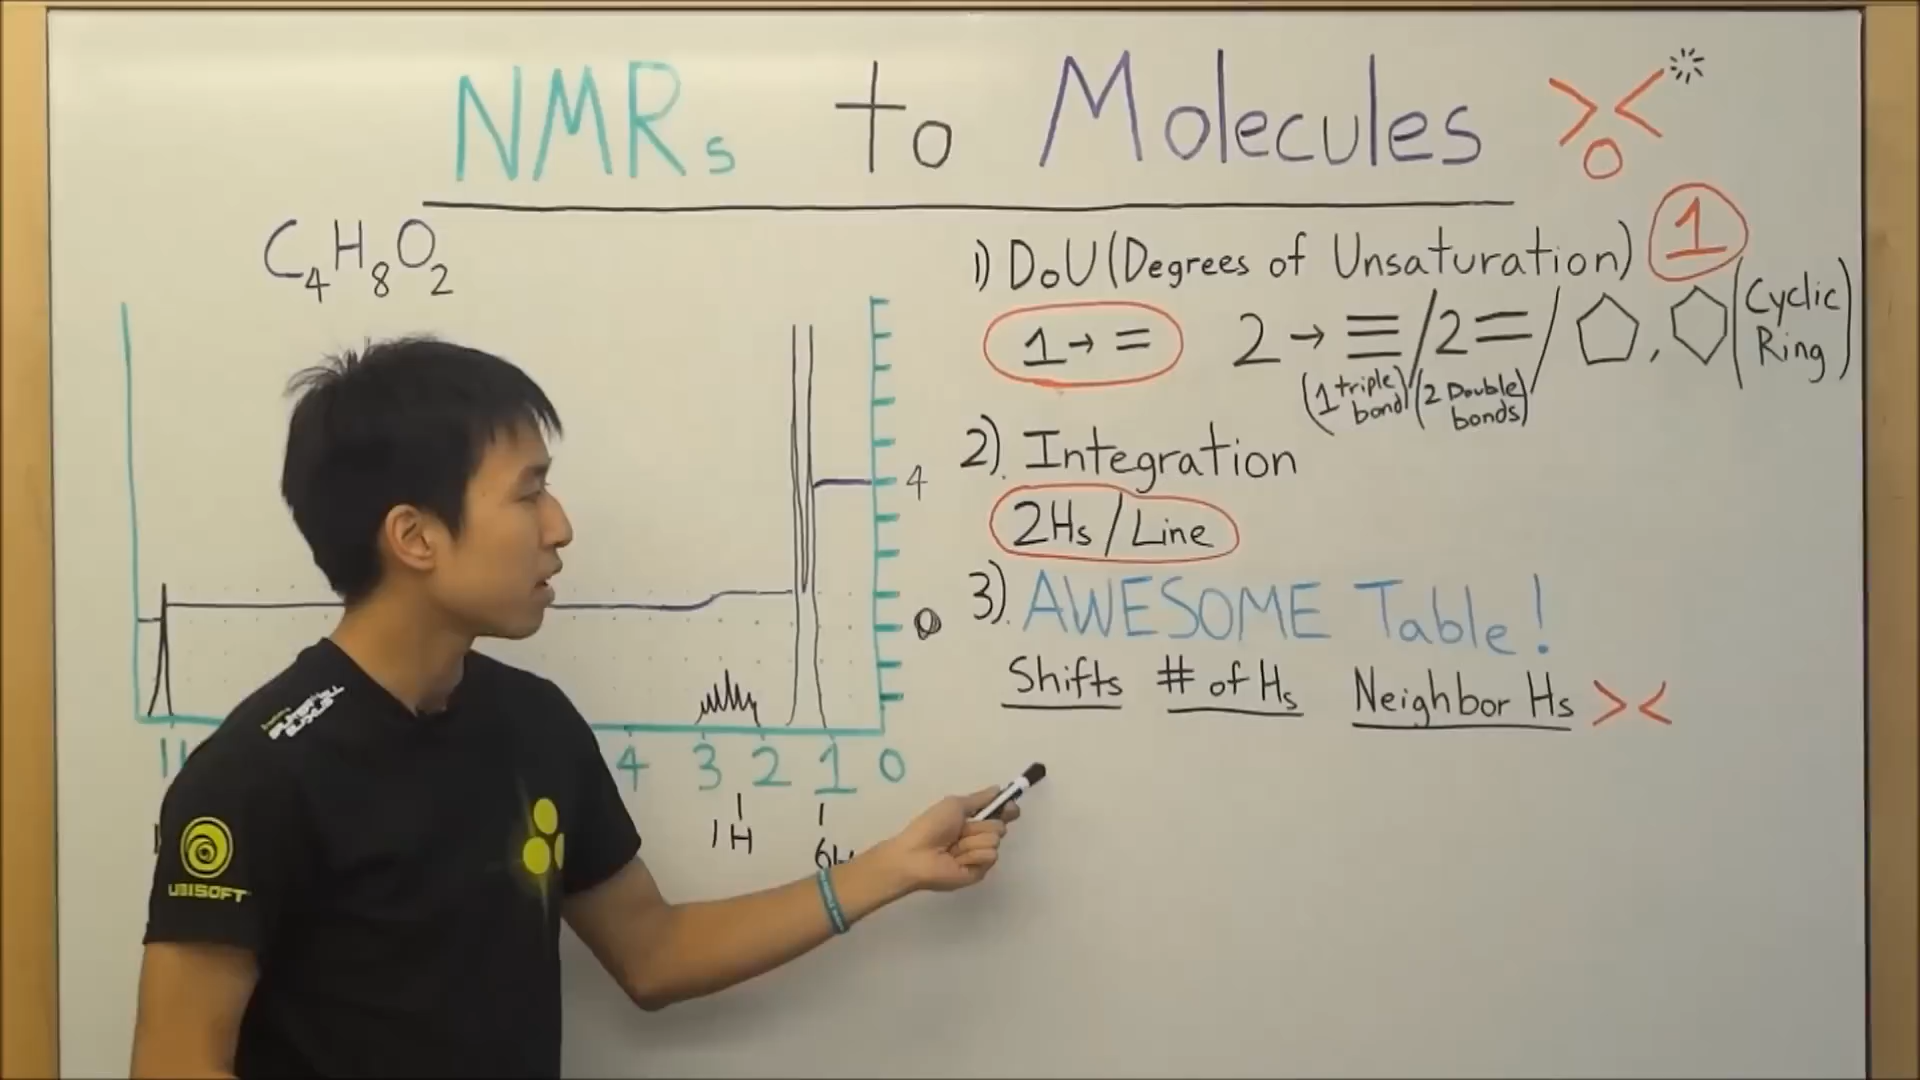 NMRs to Molecules
C4H8O2
1) DoU (Degrees of Unsaturation) 1
1 → = 2 → ≡ / 2 = / , (Cyclic Ring)
(1 triple bond) (2 Double bonds)
2). Integration
2Hs / Line
3). AWESOME Table!
Shifts # of Hs Neighbor Hs
4
4 3 2 1 0
1H
UBISOFT